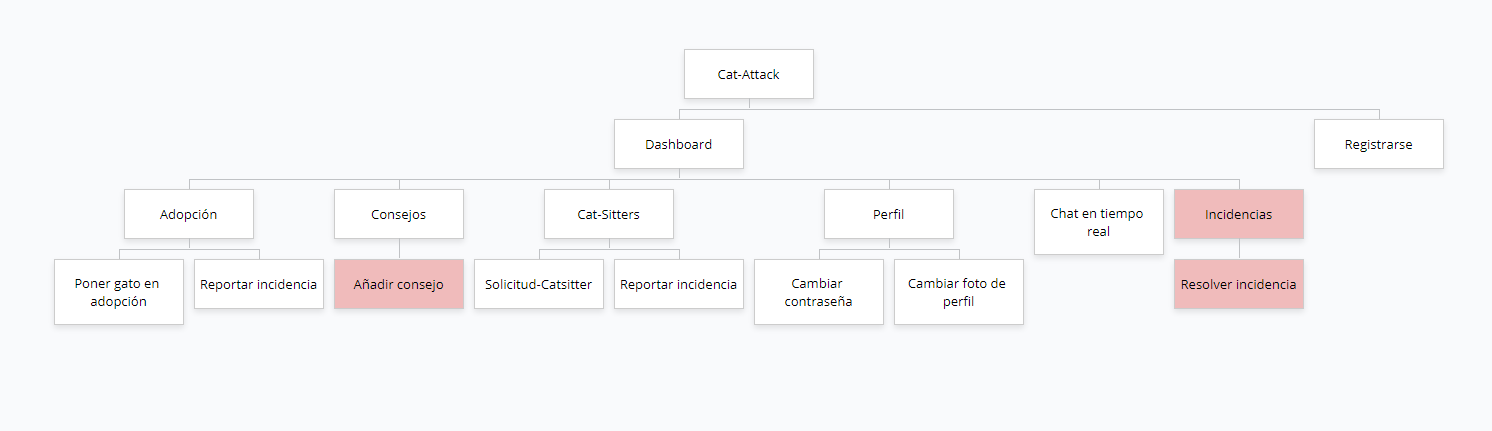 Cat-Attack
Dashboard
Registrarse
Adopción
Consejos
Cat-Sitters
Perfil
Chat en tiempo
real
Incidencias
Poner gato en
adopción
Reportar incidencia
Añadir consejo
Solicitud-Catsitter
Reportar incidencia
Cambiar
contraseña
Cambiar foto de
perfil
Resolver incidencia